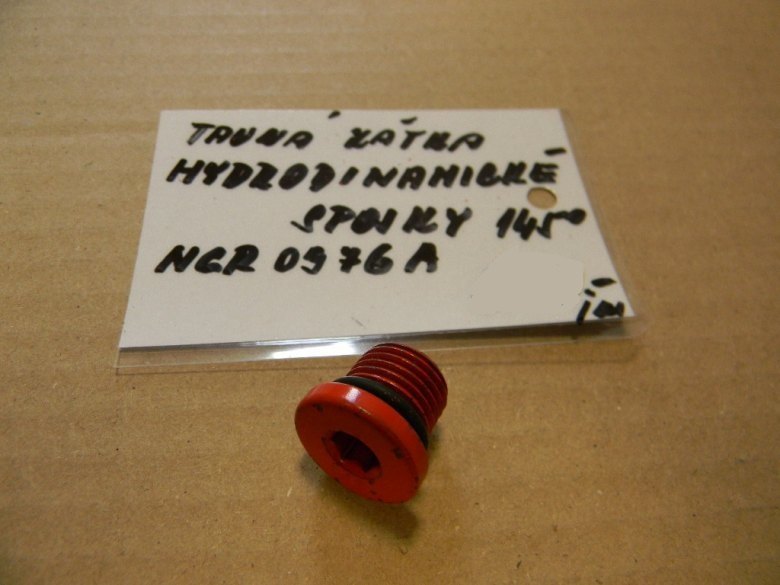 TAVNÁ ZÁTKA
HYDRODINAMICKÉ
SPOJKY 145°
NGR 0976A